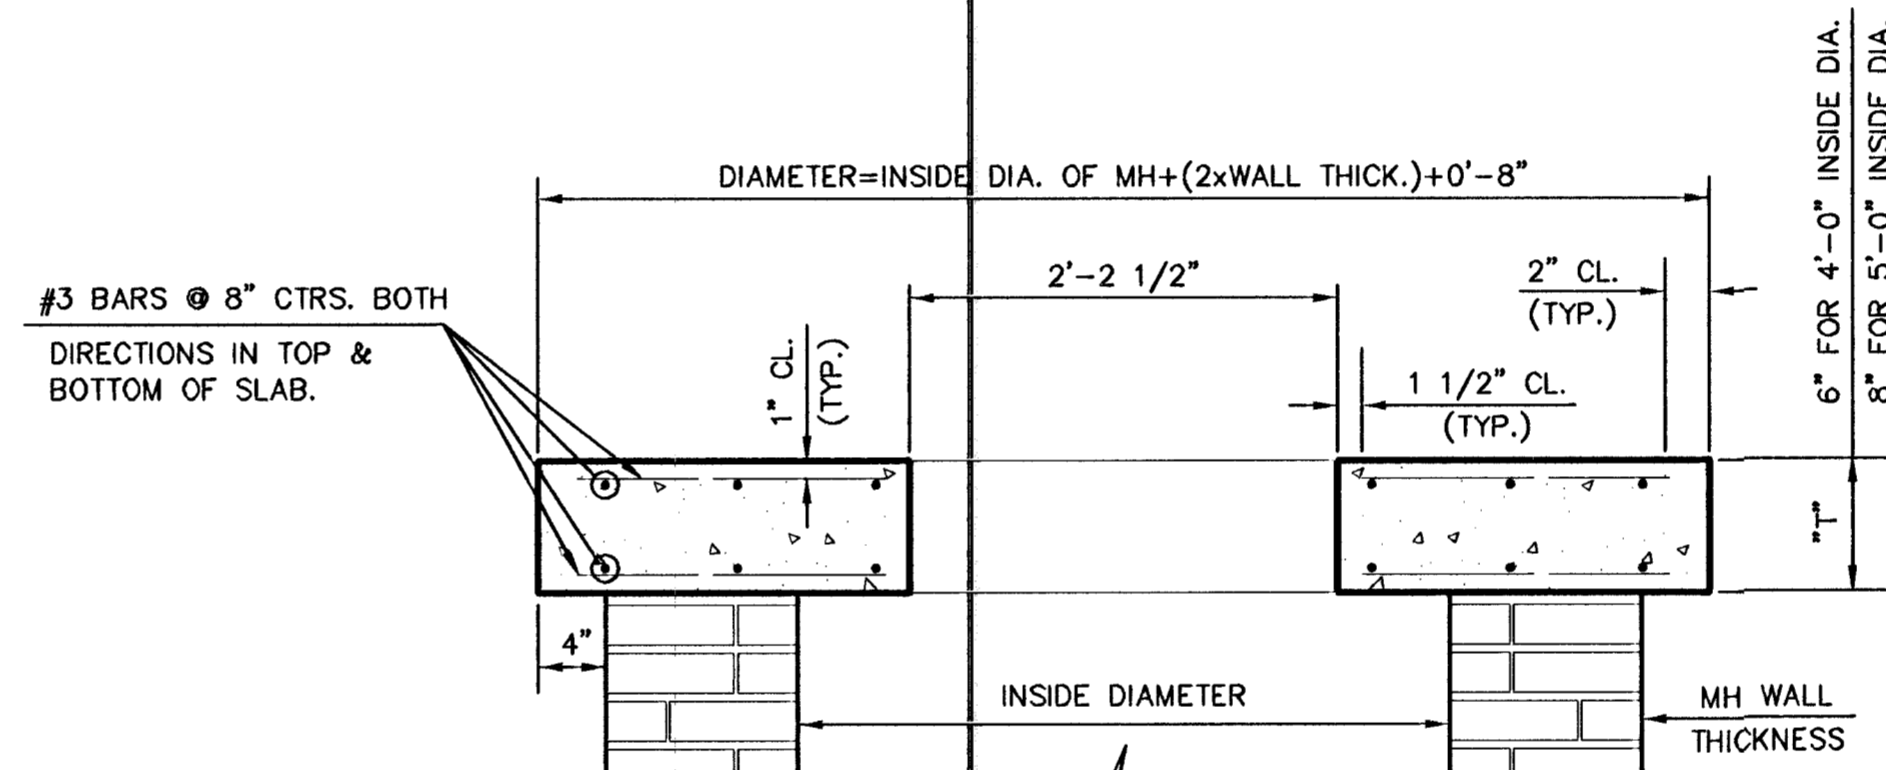 DIAMETER=INSIDE DIA. OF MH+(2xWALL THICK.)+0'-8"
6" FOR 4'-0" INSIDE DIA.
8" FOR 5'-0" INSIDE DIA.
2'-2 1/2"
2" CL.
(TYP.)
#3 BARS @ 8" CTRS. BOTH
DIRECTIONS IN TOP &
BOTTOM OF SLAB.
1" CL.
(TYP.)
1 1/2" CL.
(TYP.)
"T"
4"
INSIDE DIAMETER
MH WALL
THICKNESS